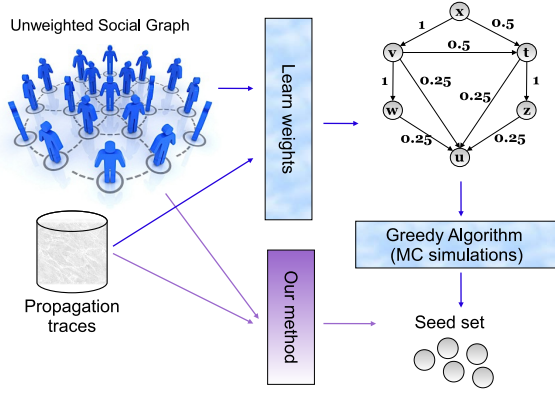 Unweighted Social Graph
Learn weights
x
1
0.5
v
0.5
t
1
0.25
0.25
1
w
z
0.25
0.25
u
Greedy Algorithm
(MC simulations)
Propagation
traces
Our method
Seed set